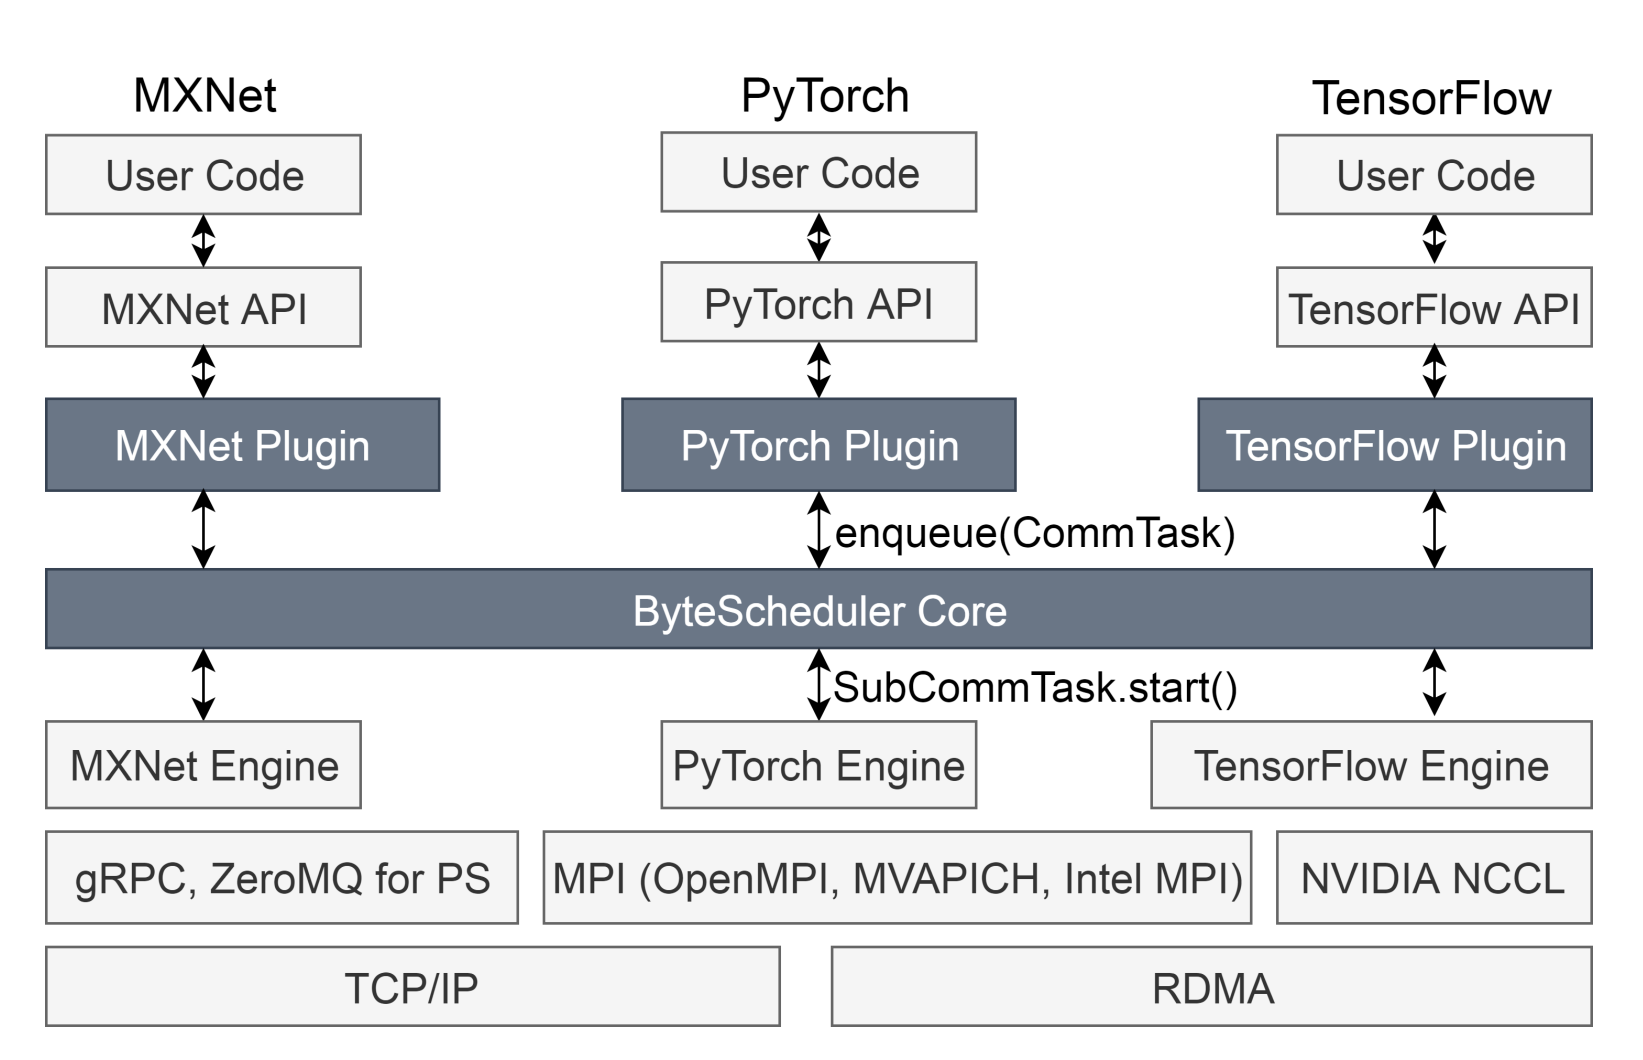 MXNet
PyTorch
TensorFlow
User Code
User Code
User Code
MXNet API
PyTorch API
TensorFlow API
MXNet Plugin
PyTorch Plugin
TensorFlow Plugin
enqueue(CommTask)
ByteScheduler Core
SubCommTask.start()
MXNet Engine
PyTorch Engine
TensorFlow Engine
gRPC, ZeroMQ for PS
MPI (OpenMPI, MVAPICH, Intel MPI)
NVIDIA NCCL
TCP/IP
RDMA